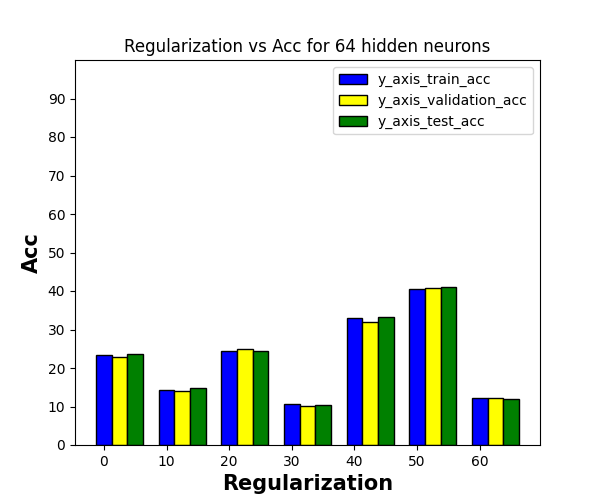 Regularization vs Acc for 64 hidden neurons
y_axis_train_acc
y_axis_validation_acc
y_axis_test_acc
90
80
70
60
50
40
30
20
10
0
Acc
0 10 20 30 40 50 60
Regularization